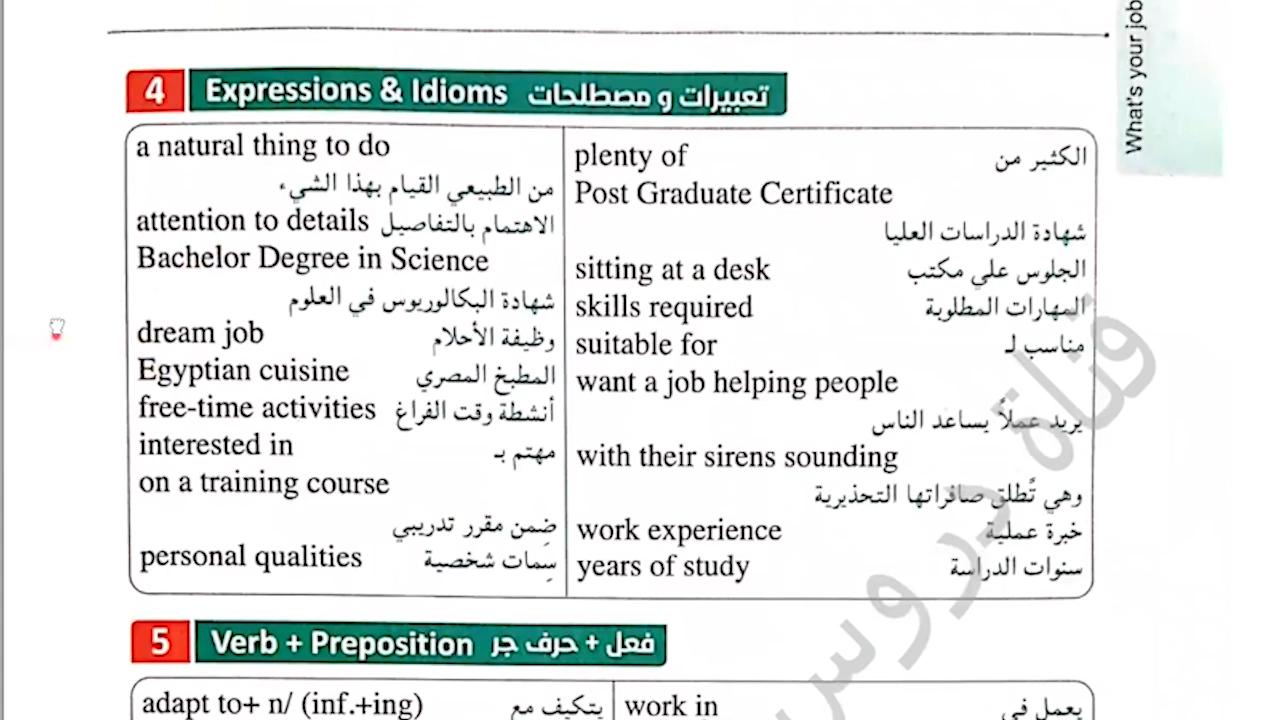 What's your job
4 Expressions & Idioms تعبيرات و مصطلحات
a natural thing to do
من الطبيعي القيام بهذا الشيء
attention to details الاهتمام بالتفاصيل
Bachelor Degree in Science
شهادة البكالوريوس في العلوم
dream job وظيفة الأحلام
Egyptian cuisine المطبخ المصري
free-time activities أنشطة وقت الفراغ
interested in مهتم بـ
on a training course
ضِمن مقرر تدريبي
personal qualities سِمات شخصية
plenty of الكثير من
Post Graduate Certificate
شهادة الدراسات العليا
sitting at a desk الجلوس علي مكتب
skills required المهارات المطلوبة
suitable for مناسب لـ
want a job helping people
يريد عملاً يساعد الناس
with their sirens sounding
وهي تُطلق صافراتها التحذيرية
work experience خبرة عملية
years of study سنوات الدراسة
5 Verb + Preposition فعل + حرف جر
adapt to+ n/ (inf.+ing) يتكيف مع
work in يعمل في
قناة دروس